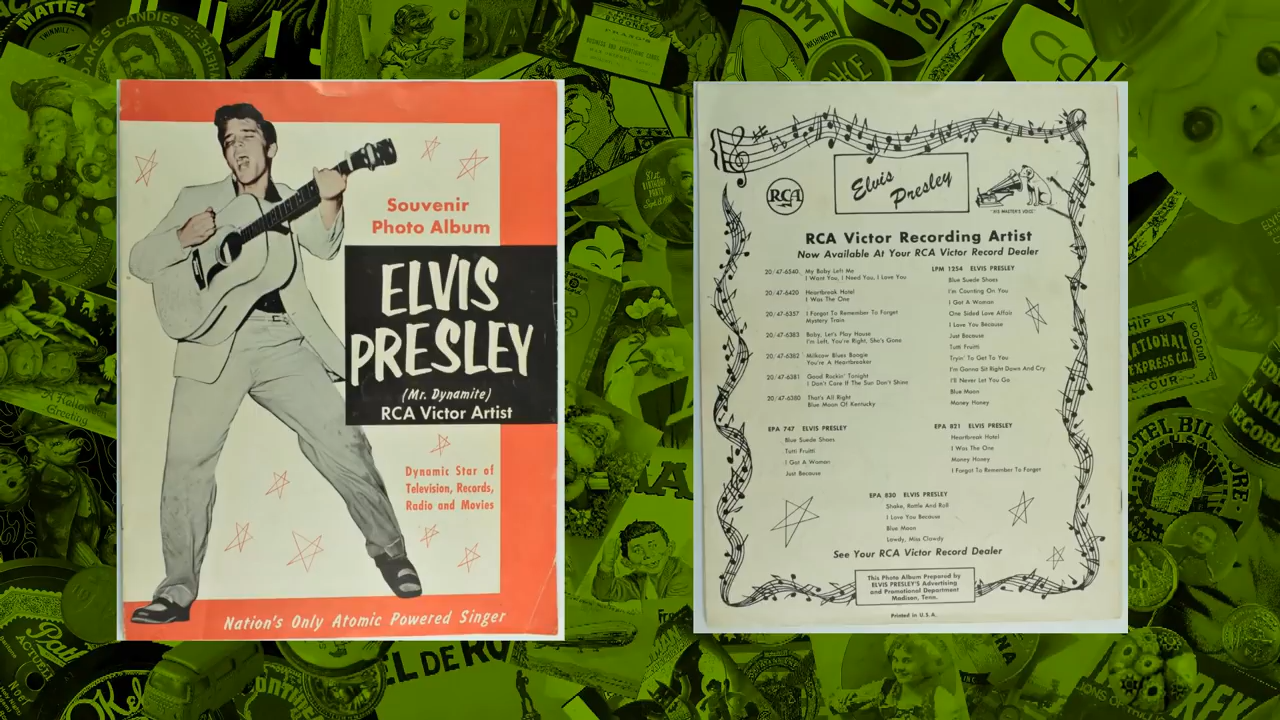 Souvenir
Photo Album
ELVIS
PRESLEY
(Mr. Dynamite)
RCA Victor Artist
Dynamic Star of
Television, Records,
Radio and Movies
Nation's Only Atomic Powered Singer
Elvis
Presley
RCA
"HIS MASTER'S VOICE"
RCA Victor Recording Artist
Now Available At Your RCA Victor Record Dealer
20/47-6540 My Baby Left Me
I Want You, I Need You, I Love You
20/47-6420 Heartbreak Hotel
I Was The One
20/47-6357 I Forgot To Remember To Forget
Mystery Train
20/47-6383 Baby, Let's Play House
I'm Left, You're Right, She's Gone
20/47-6382 Milkcow Blues Boogie
You're A Heartbreaker
20/47-6381 Good Rockin' Tonight
I Don't Care If The Sun Don't Shine
20/47-6380 That's All Right
Blue Moon Of Kentucky
LPM 1254 ELVIS PRESLEY
Blue Suede Shoes
I'm Counting On You
I Got A Woman
One Sided Love Affair
I Love You Because
Just Because
Tutti Fruitti
Tryin' To Get To You
I'm Gonna Sit Right Down And Cry
I'll Never Let You Go
Blue Moon
Money Honey
EPA 747 ELVIS PRESLEY
Blue Suede Shoes
Tutti Fruitti
I Got A Woman
Just Because
EPA 821 ELVIS PRESLEY
Heartbreak Hotel
I Was The One
Money Honey
I Forgot To Remember To Forget
EPA 830 ELVIS PRESLEY
Shake, Rattle And Roll
I Love You Because
Blue Moon
Lawdy, Miss Clawdy
See Your RCA Victor Record Dealer
This Photo Album Prepared by
ELVIS PRESLEY'S Advertising
and Promotional Department
Madison, Tenn.
Printed in U.S.A.
MATTEL
PEPSI
WASHINGTON
NATIONAL
EXPRESS CO.
Greeting